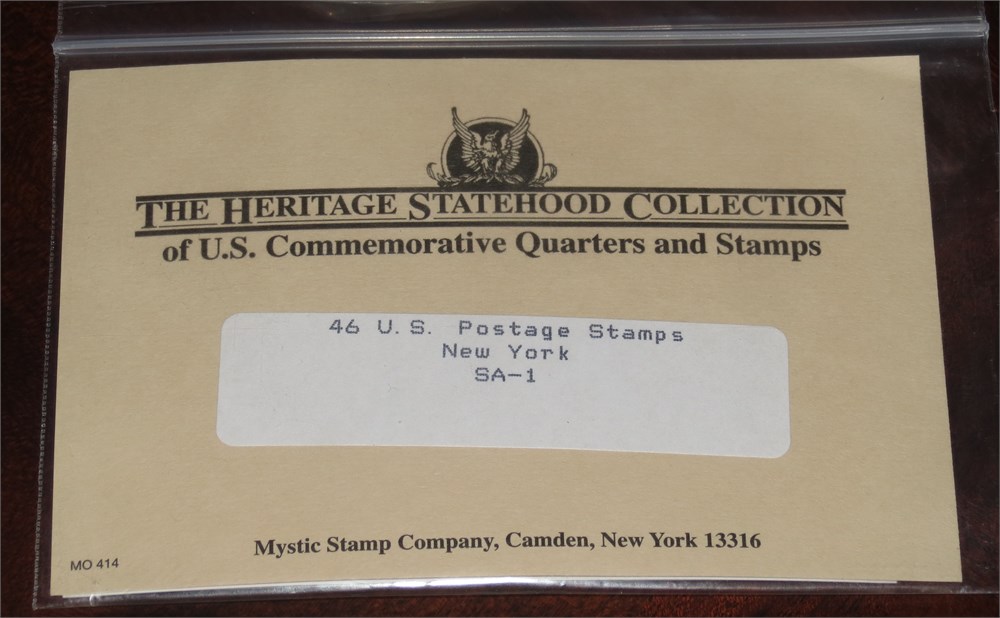 THE HERITAGE STATEHOOD COLLECTION
of U.S. Commemorative Quarters and Stamps
46 U.S. Postage Stamps
New York
SA-1
Mystic Stamp Company, Camden, New York 13316
MO 414